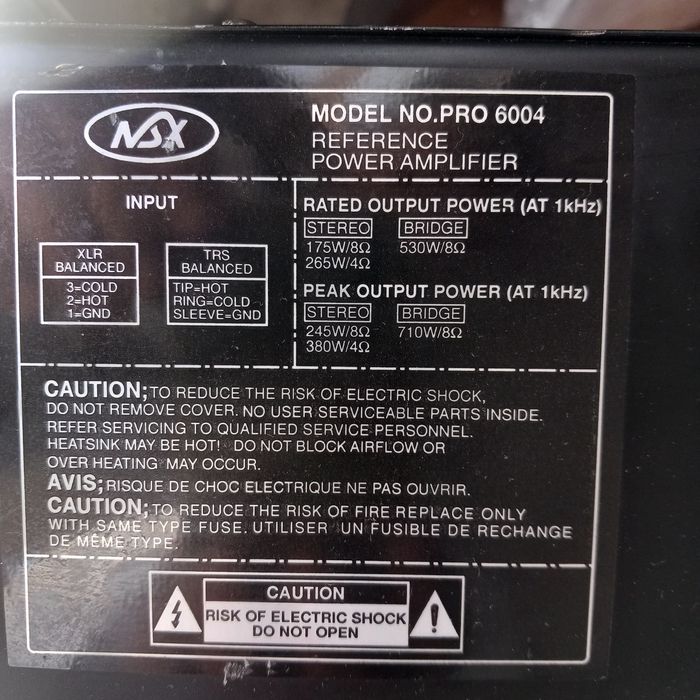 NSX
MODEL NO.PRO 6004
REFERENCE
POWER AMPLIFIER
INPUT
XLR
BALANCED
3=COLD
2=HOT
1=GND
TRS
BALANCED
TIP=HOT
RING=COLD
SLEEVE=GND
RATED OUTPUT POWER (AT 1kHz)
STEREO BRIDGE
175W/8Ω 530W/8Ω
265W/4Ω
PEAK OUTPUT POWER (AT 1kHz)
STEREO BRIDGE
245W/8Ω 710W/8Ω
380W/4Ω
CAUTION;TO REDUCE THE RISK OF ELECTRIC SHOCK,
DO NOT REMOVE COVER. NO USER SERVICEABLE PARTS INSIDE.
REFER SERVICING TO QUALIFIED SERVICE PERSONNEL.
HEATSINK MAY BE HOT! DO NOT BLOCK AIRFLOW OR
OVER HEATING MAY OCCUR.
AVIS;RISQUE DE CHOC ELECTRIQUE NE PAS OUVRIR.
CAUTION;TO REDUCE THE RISK OF FIRE REPLACE ONLY
WITH SAME TYPE FUSE. UTILISER UN FUSIBLE DE RECHANGE
DE MÊME TYPE.
CAUTION
RISK OF ELECTRIC SHOCK
DO NOT OPEN